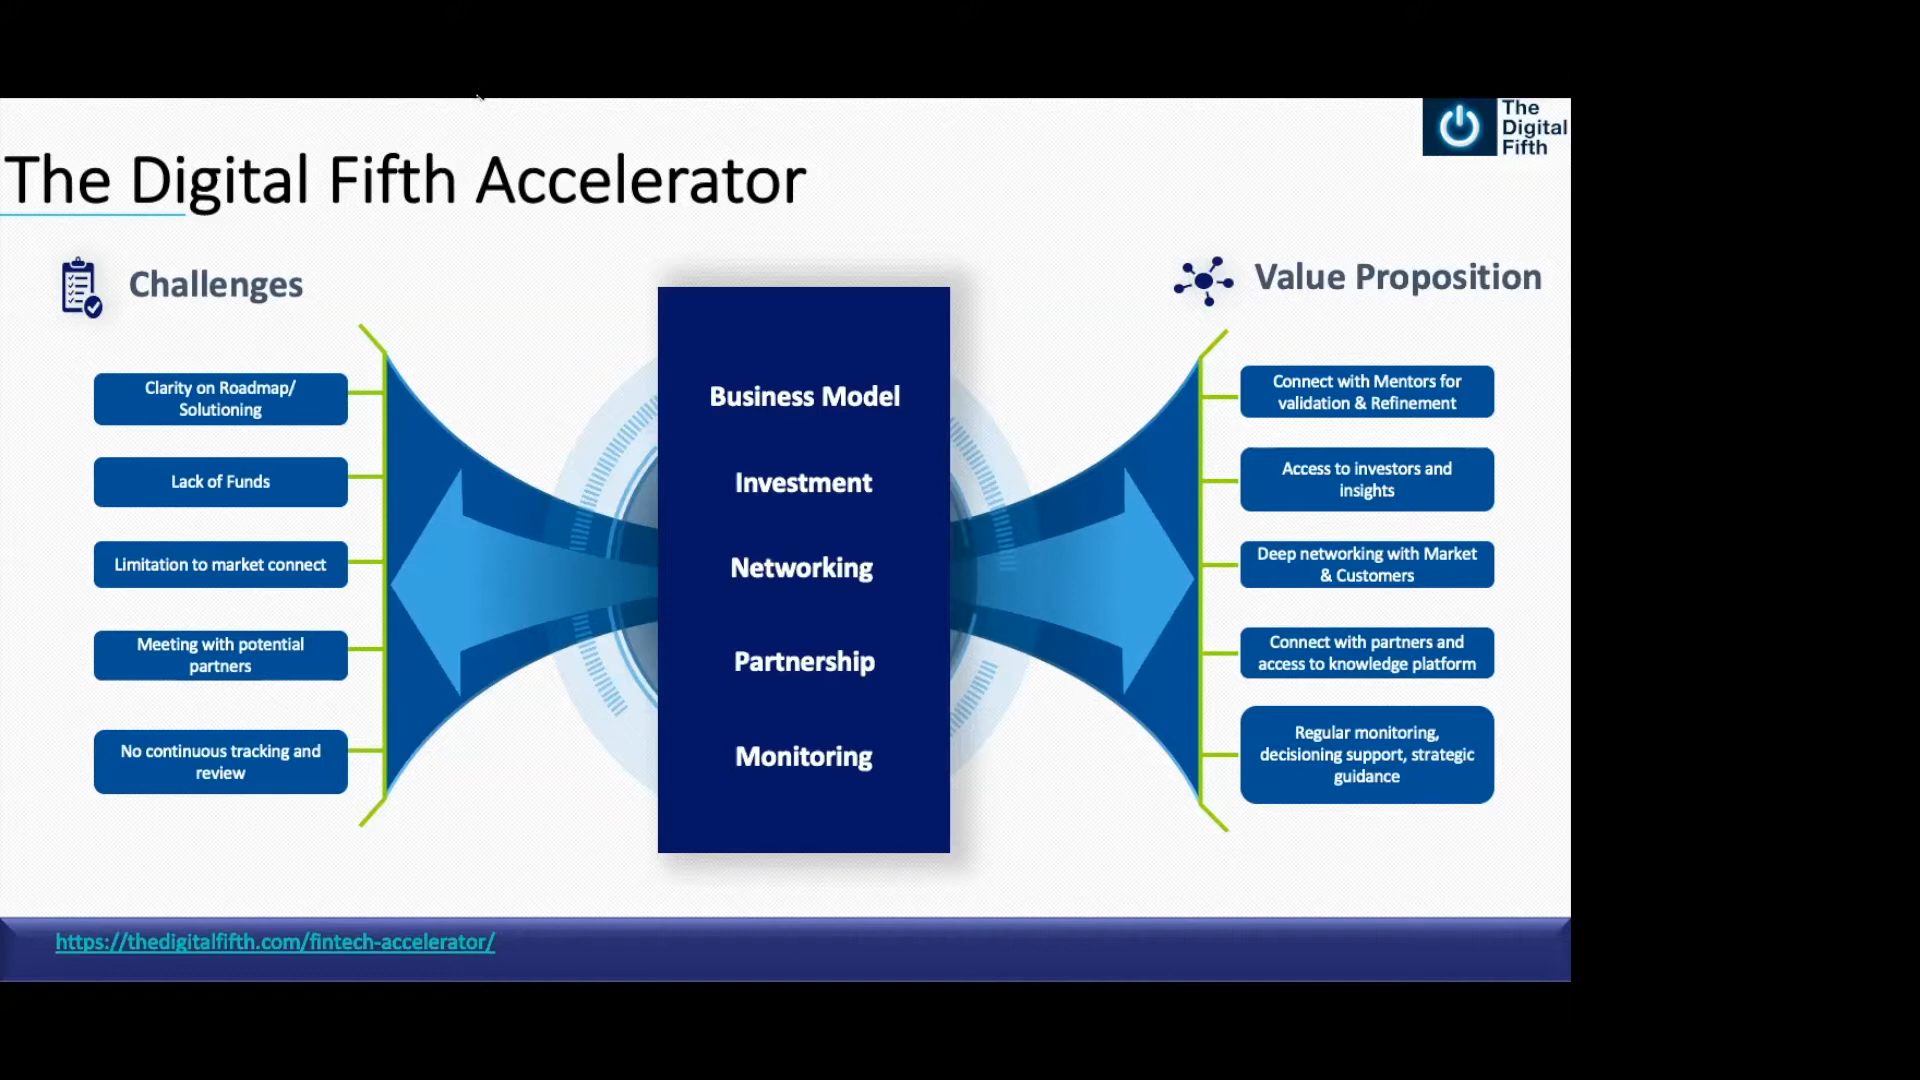 The
Digital
Fifth
The Digital Fifth Accelerator
Challenges
Clarity on Roadmap/
Solutioning
Lack of Funds
Limitation to market connect
Meeting with potential
partners
No continuous tracking and
review
Business Model
Investment
Networking
Partnership
Monitoring
Value Proposition
Connect with Mentors for
validation & Refinement
Access to investors and
insights
Deep networking with Market
& Customers
Connect with partners and
access to knowledge platform
Regular monitoring,
decisioning support, strategic
guidance
https://thedigitalfifth.com/fintech-accelerator/